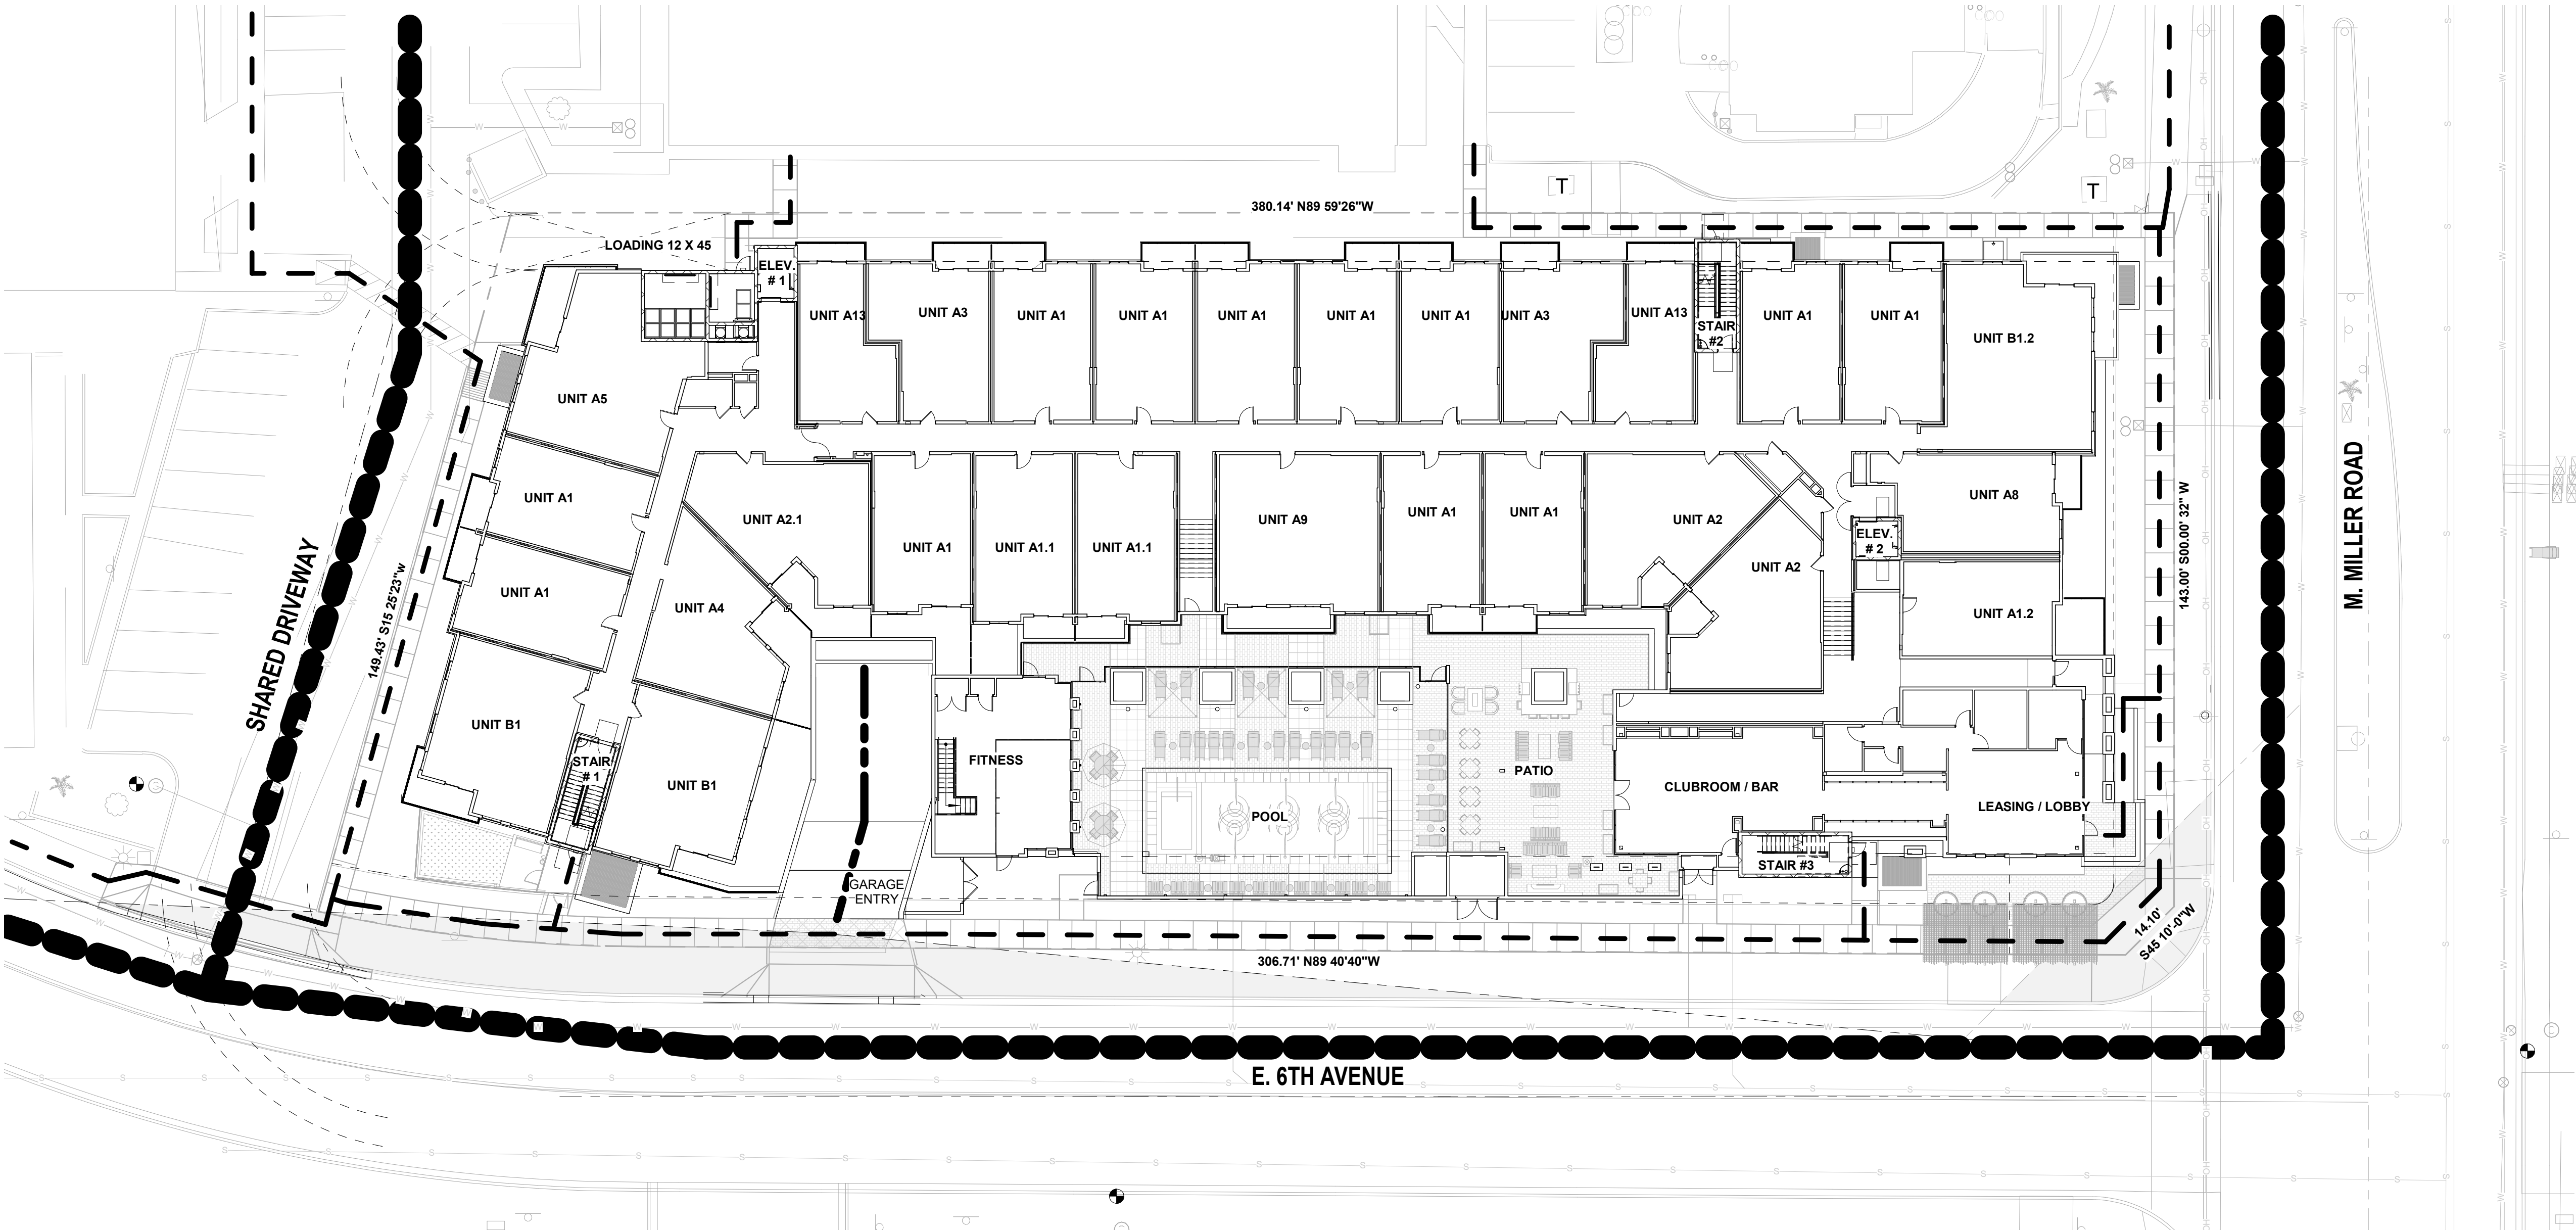 T
T
380.14' N89 59'26"W
LOADING 12 X 45
ELEV.
# 1
UNIT A13
UNIT A3
UNIT A1
UNIT A1
UNIT A1
UNIT A1
UNIT A1
UNIT A3
UNIT A13
STAIR
#2
UNIT A1
UNIT A1
UNIT B1.2
UNIT A5
UNIT A1
UNIT A2.1
UNIT A1
UNIT A1.1
UNIT A1.1
UNIT A9
UNIT A1
UNIT A1
UNIT A2
UNIT A2
ELEV.
# 2
UNIT A8
UNIT A1.2
143.00' S00.00' 32" W
M. MILLER ROAD
SHARED DRIVEWAY
149.43' S15 25'23"w
UNIT A1
UNIT A4
UNIT B1
STAIR
# 1
UNIT B1
GARAGE
ENTRY
FITNESS
POOL
PATIO
CLUBROOM / BAR
LEASING / LOBBY
STAIR #3
14.10'
S45 10'-0"W
306.71' N89 40'40"W
E. 6TH AVENUE